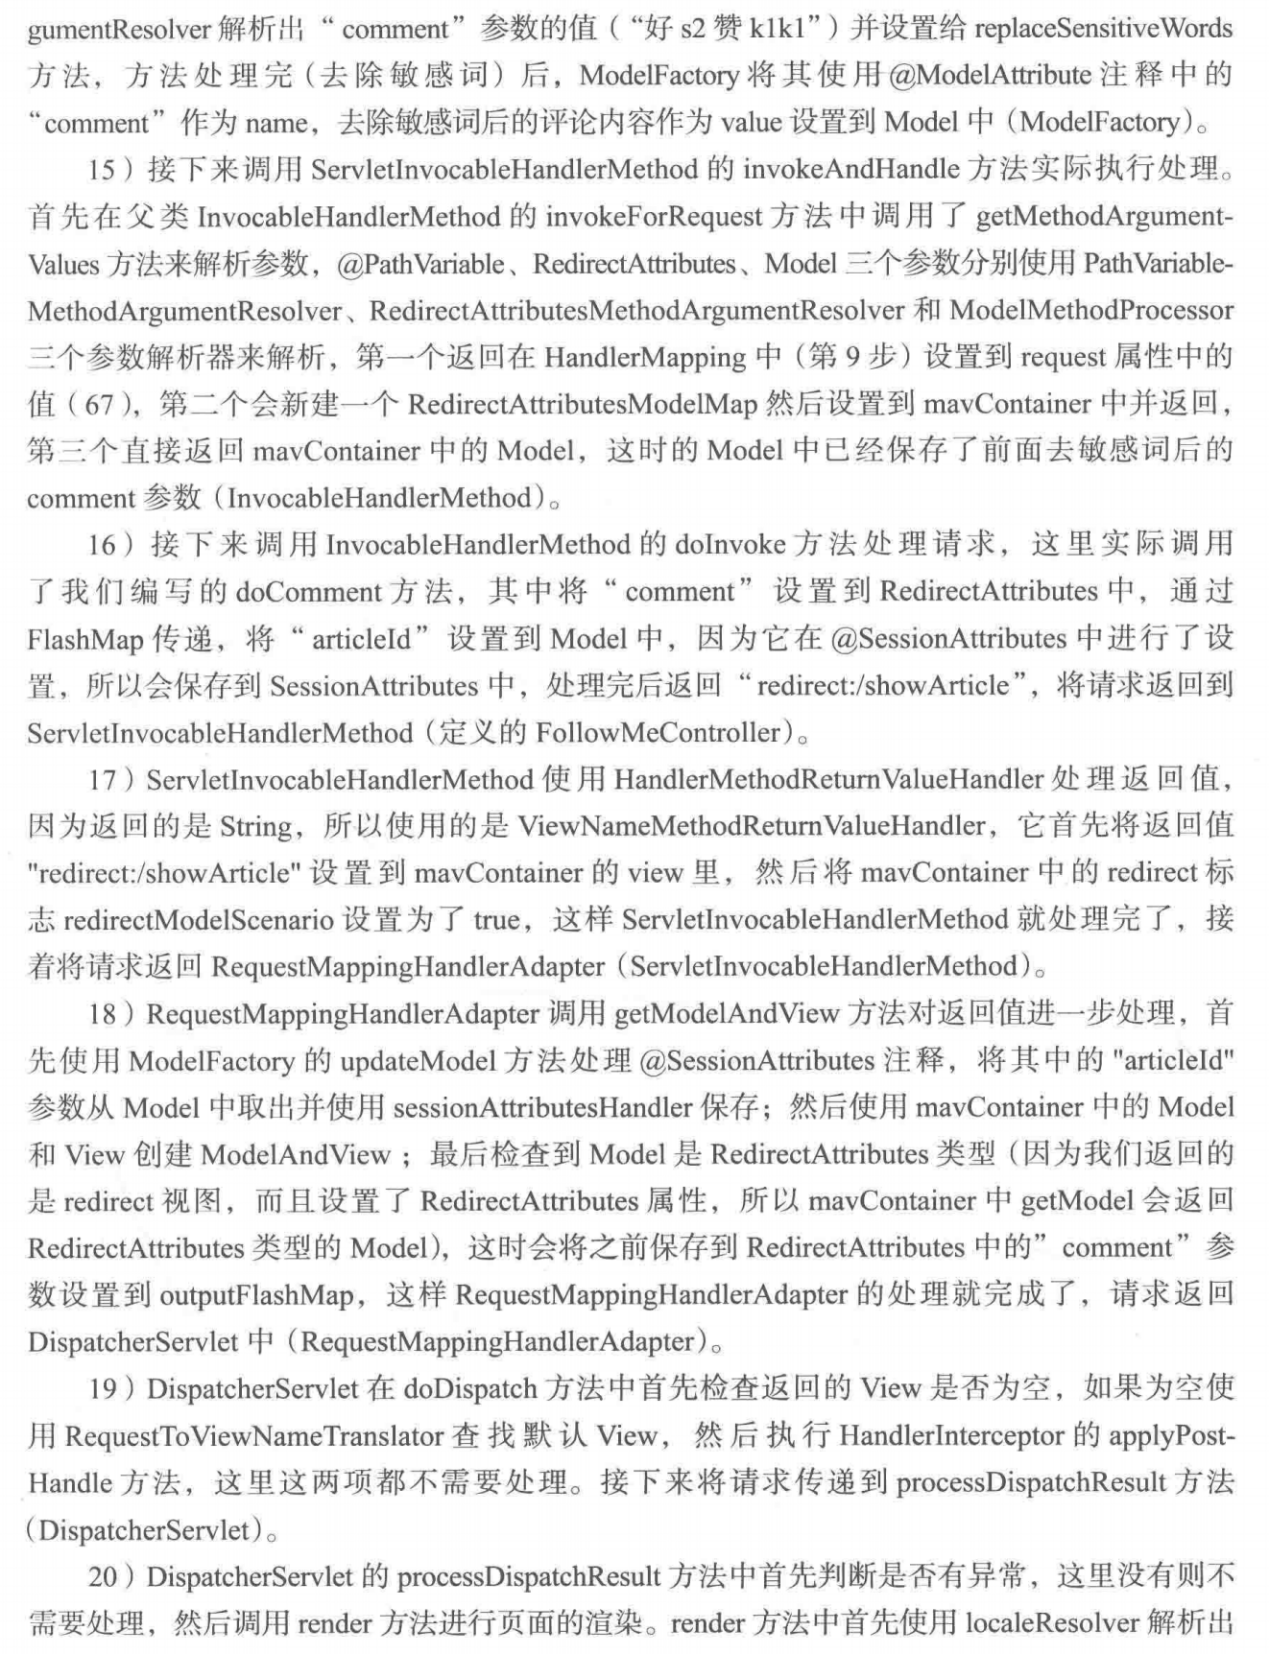 gumentResolver 解析出“comment”参数的值（“好 s2 赞 k1k1”）并设置给 replaceSensitiveWords
方法，方法处理完（去除敏感词）后，ModelFactory 将其使用 @ModelAttribute 注释中的
“comment”作为 name，去除敏感词后的评论内容作为 value 设置到 Model 中（ModelFactory）。
15）接下来调用 ServletInvocableHandlerMethod 的 invokeAndHandle 方法实际执行处理。
首先在父类 InvocableHandlerMethod 的 invokeForRequest 方法中调用了 getMethodArgument-
Values 方法来解析参数，@PathVariable、RedirectAttributes、Model 三个参数分别使用 PathVariable-
MethodArgumentResolver、RedirectAttributesMethodArgumentResolver 和 ModelMethodProcessor
三个参数解析器来解析，第一个返回在 HandlerMapping 中（第 9 步）设置到 request 属性中的
值（67），第二个会新建一个 RedirectAttributesModelMap 然后设置到 mavContainer 中并返回，
第三个直接返回 mavContainer 中的 Model，这时的 Model 中已经保存了前面去敏感词后的
comment 参数（InvocableHandlerMethod）。
16）接下来调用 InvocableHandlerMethod 的 doInvoke 方法处理请求，这里实际调用
了我们编写的 doComment 方法，其中将“comment”设置到 RedirectAttributes 中，通过
FlashMap 传递，将“articleId”设置到 Model 中，因为它在 @SessionAttributes 中进行了设
置，所以会保存到 SessionAttributes 中，处理完后返回“redirect:/showArticle”，将请求返回到
ServletInvocableHandlerMethod（定义的 FollowMeController）。
17）ServletInvocableHandlerMethod 使用 HandlerMethodReturnValueHandler 处理返回值，
因为返回的是 String，所以使用的是 ViewNameMethodReturnValueHandler，它首先将返回值
"redirect:/showArticle" 设置到 mavContainer 的 view 里，然后将 mavContainer 中的 redirect 标
志 redirectModelScenario 设置为了 true，这样 ServletInvocableHandlerMethod 就处理完了，接
着将请求返回 RequestMappingHandlerAdapter（ServletInvocableHandlerMethod）。
18）RequestMappingHandlerAdapter 调用 getModelAndView 方法对返回值进一步处理，首
先使用 ModelFactory 的 updateModel 方法处理 @SessionAttributes 注释，将其中的 "articleId"
参数从 Model 中取出并使用 sessionAttributesHandler 保存；然后使用 mavContainer 中的 Model
和 View 创建 ModelAndView ；最后检查到 Model 是 RedirectAttributes 类型（因为我们返回的
是 redirect 视图，而且设置了 RedirectAttributes 属性，所以 mavContainer 中 getModel 会返回
RedirectAttributes 类型的 Model），这时会将之前保存到 RedirectAttributes 中的”comment”参
数设置到 outputFlashMap，这样 RequestMappingHandlerAdapter 的处理就完成了，请求返回
DispatcherServlet 中（RequestMappingHandlerAdapter）。
19）DispatcherServlet 在 doDispatch 方法中首先检查返回的 View 是否为空，如果为空使
用 RequestToViewNameTranslator 查找默认 View，然后执行 HandlerInterceptor 的 applyPost-
Handle 方法，这里这两项都不需要处理。接下来将请求传递到 processDispatchResult 方法
（DispatcherServlet）。
20）DispatcherServlet 的 processDispatchResult 方法中首先判断是否有异常，这里没有则不
需要处理，然后调用 render 方法进行页面的渲染。render 方法中首先使用 localeResolver 解析出